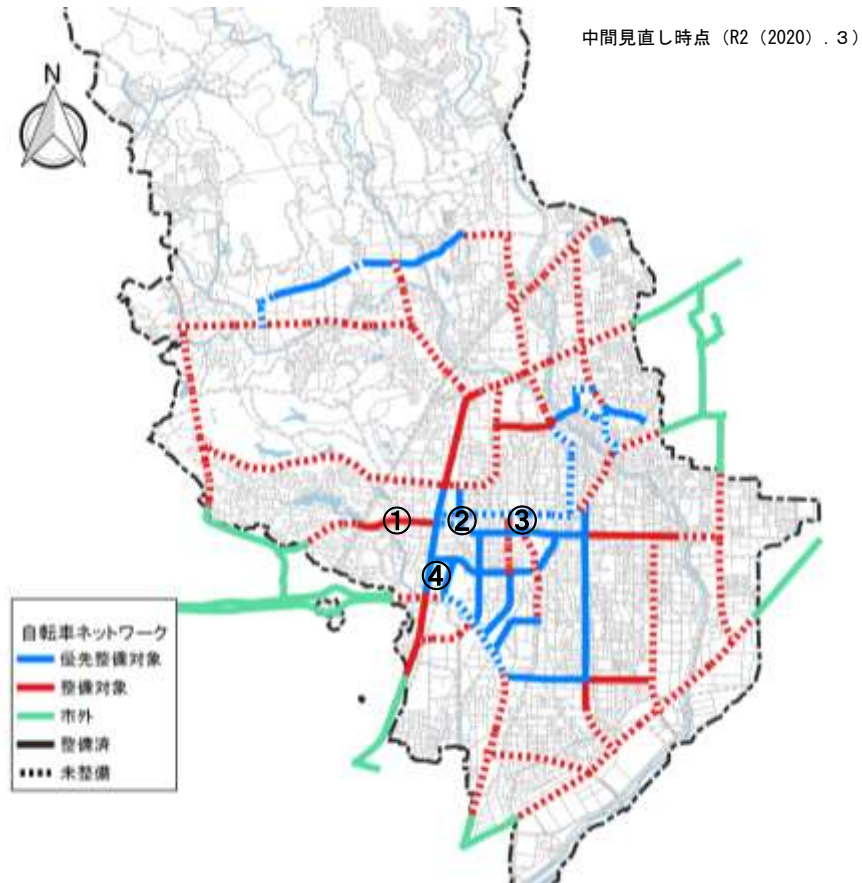 中間見直し時点（R2（2020）.３）
N
①
②
③
④
自転車ネットワーク
優先整備対象
整備対象
市外
整備済
未整備